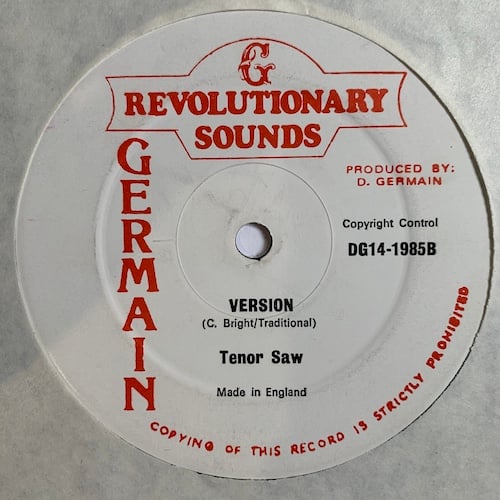 G
REVOLUTIONARY
SOUNDS
GERMAIN
PRODUCED BY:
D. GERMAIN
Copyright Control
DG14-1985B
VERSION
(C. Bright/Traditional)
Tenor Saw
Made in England
COPYING OF THIS RECORD IS STRICTLY PROHIBITED